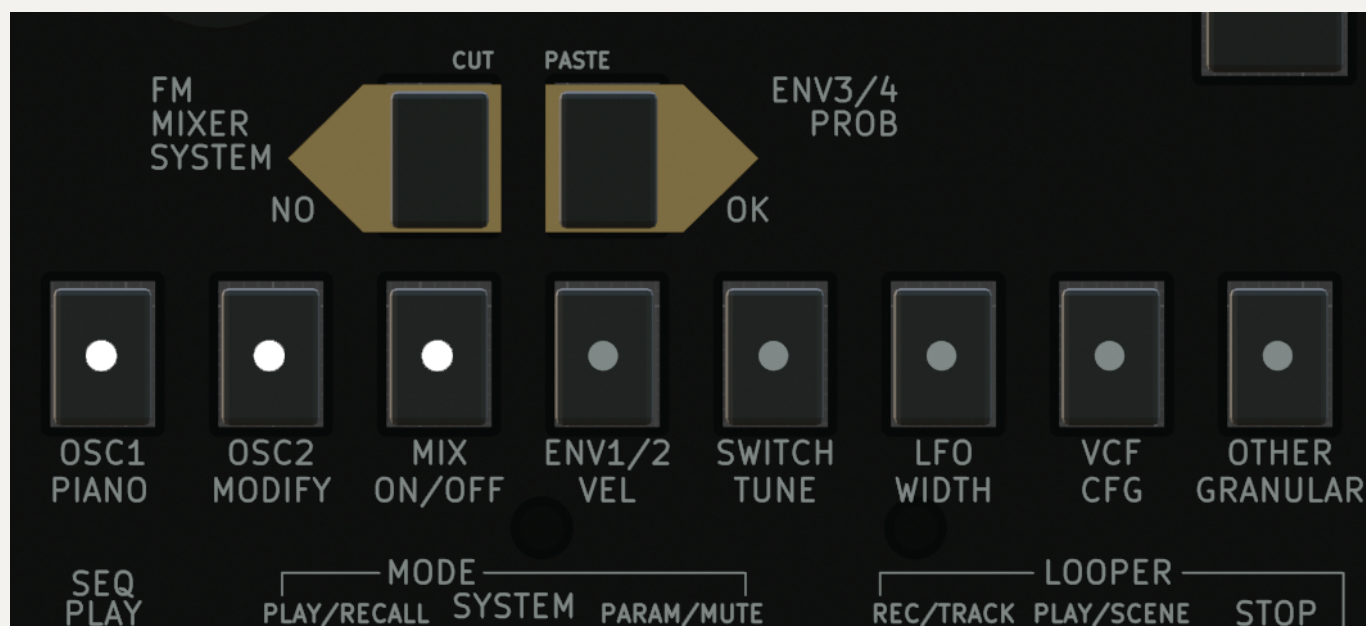 CUT PASTE
FM
MIXER
SYSTEM
ENV3/4
PROB
NO
OK
OSC1 OSC2 MIX ENV1/2 SWITCH LFO VCF OTHER
PIANO MODIFY ON/OFF VEL TUNE WIDTH CFG GRANULAR
SEQ MODE LOOPER
PLAY PLAY/RECALL SYSTEM PARAM/MUTE REC/TRACK PLAY/SCENE STOP